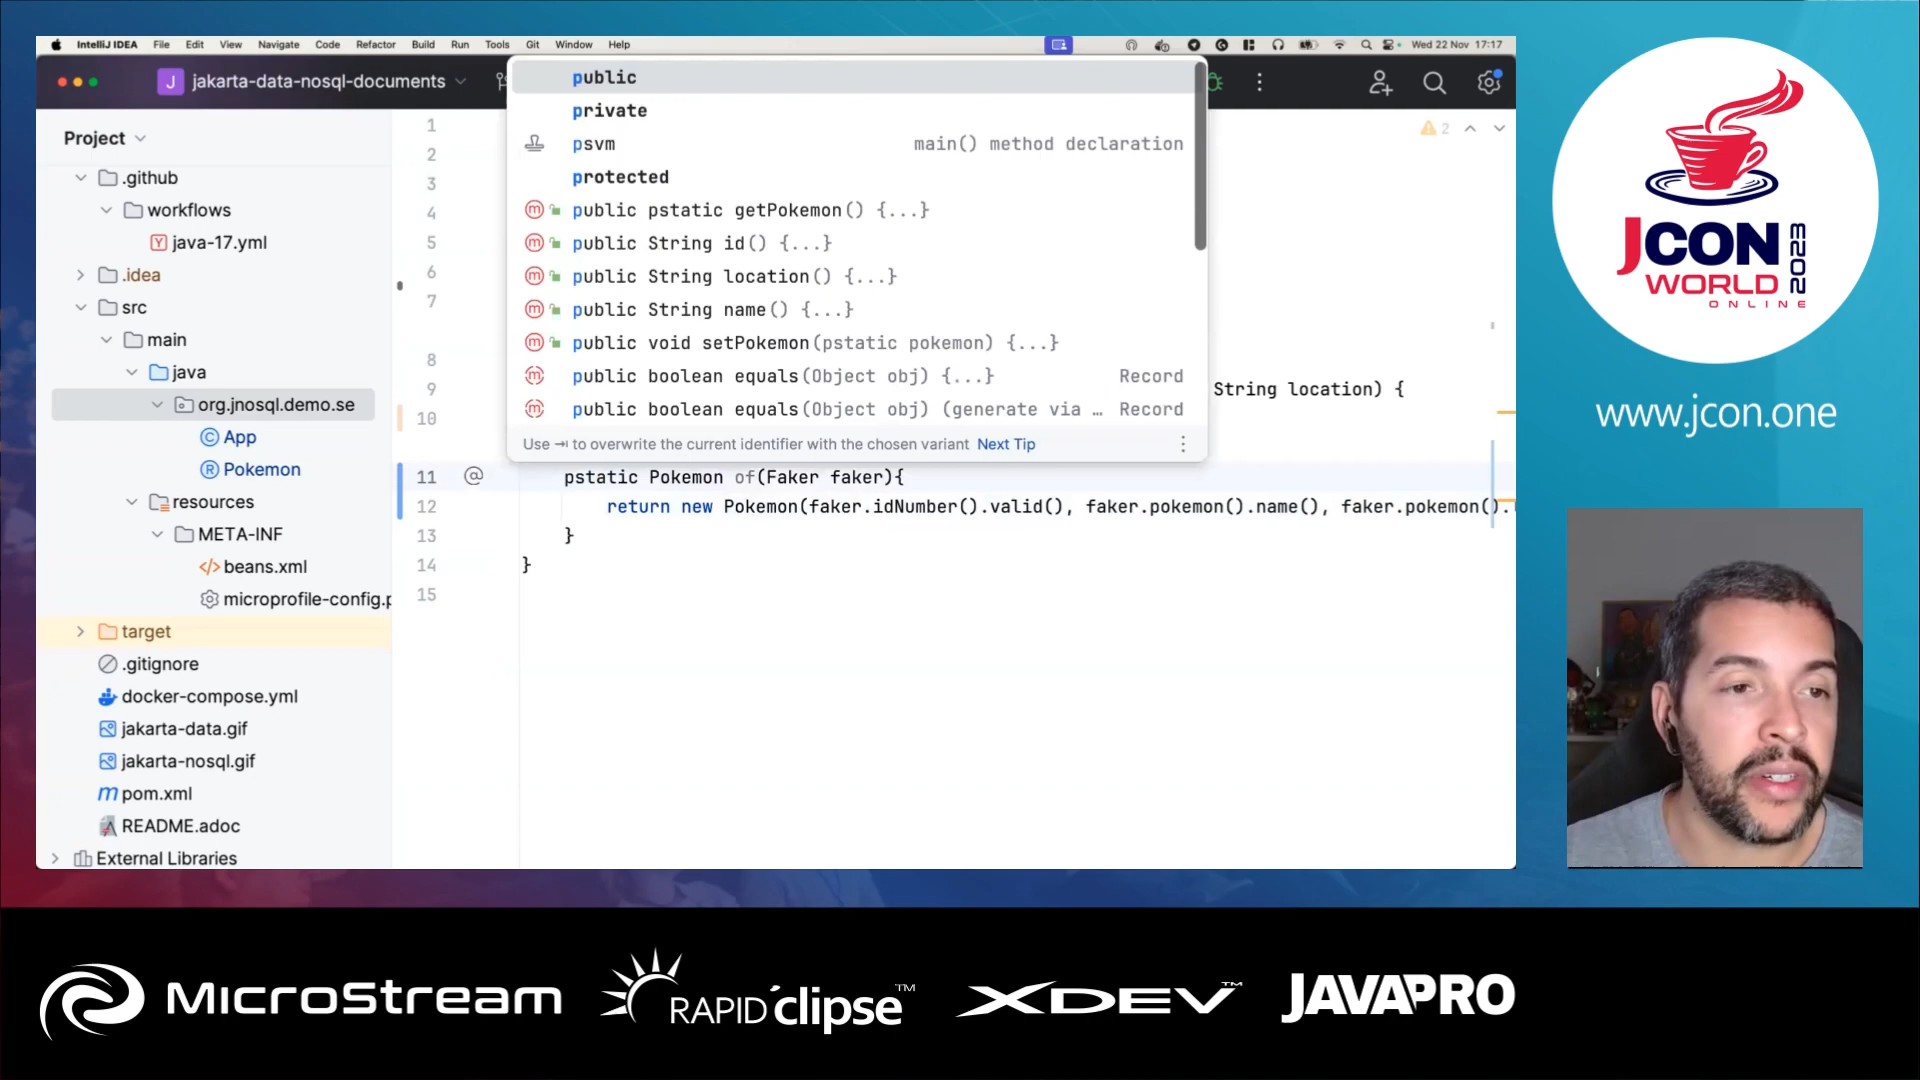 IntelliJ IDEA File Edit View Navigate Code Refactor Build Run Tools Git Window Help Wed 22 Nov 17:17
J jakarta-data-nosql-documents
Project
.github
workflows
Y java-17.yml
.idea
src
main
java
org.jnosql.demo.se
C App
R Pokemon
resources
META-INF
beans.xml
microprofile-config.p
target
.gitignore
docker-compose.yml
jakarta-data.gif
jakarta-nosql.gif
m pom.xml
README.adoc
External Libraries
1
2
3
4
5
6
7
8
9 String location) {
10
2
public
private
psvm main() method declaration
protected
m public pstatic getPokemon() {...}
m public String id() {...}
m public String location() {...}
m public String name() {...}
m public void setPokemon(pstatic pokemon) {...}
m public boolean equals(Object obj) {...} Record
m public boolean equals(Object obj) (generate via … Record
Use ⇥ to overwrite the current identifier with the chosen variant Next Tip
11 @ pstatic Pokemon of(Faker faker){
12 return new Pokemon(faker.idNumber().valid(), faker.pokemon().name(), faker.pokemon().
13 }
14 }
15
JCON
WORLD
ONLINE
2023
www.jcon.one
MicroStream
RAPID'clipse™
XDEV™
JAVAPRO